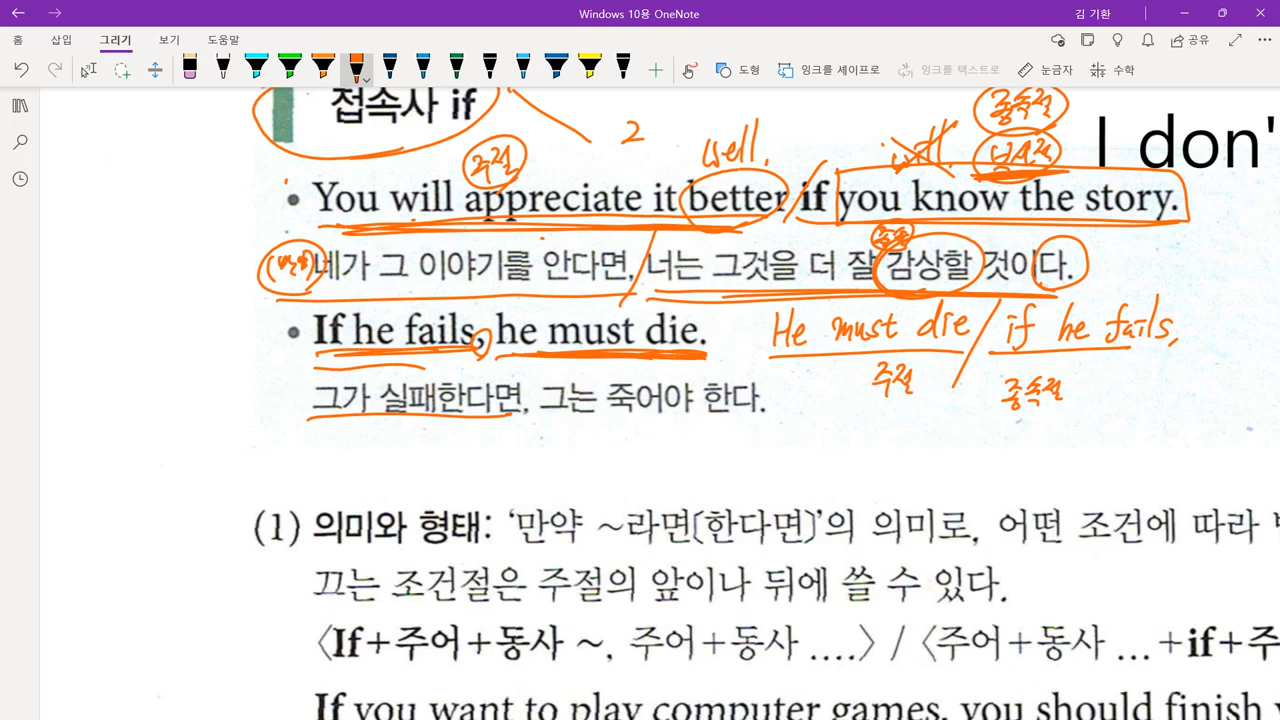 Windows 10용 OneNote
김 기환
홈 삽입 그리기 보기 도움말
공유
도형 잉크를 셰이프로 잉크를 텍스트로 눈금자 수학
접속사 if
2
종속절
I don'
주절 well. will 부사절
You will appreciate it better if you know the story.
(만약) 네가 그 이야기를 안다면, 너는 그것을 더 잘 감상할 것이다.
If he fails, he must die.
He must die / if he fails,
주절 종속절
그가 실패한다면, 그는 죽어야 한다.
(1) 의미와 형태: ‘만약 ~라면[한다면]’의 의미로, 어떤 조건에 따라
끄는 조건절은 주절의 앞이나 뒤에 쓸 수 있다.
〈If+주어+동사 ~, 주어+동사 ....〉 / 〈주어+동사 ...+if+주
If you want to play computer games, you should finish